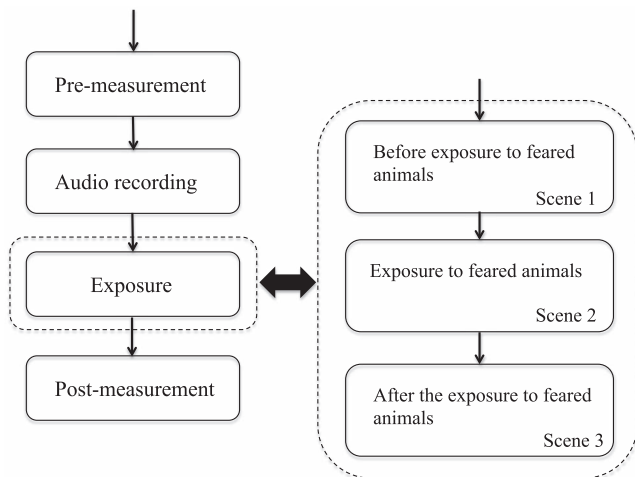 Pre-measurement
Audio recording
Exposure
Post-measurement
Before exposure to feared
animals
Scene 1
Exposure to feared animals
Scene 2
After the exposure to feared
animals
Scene 3